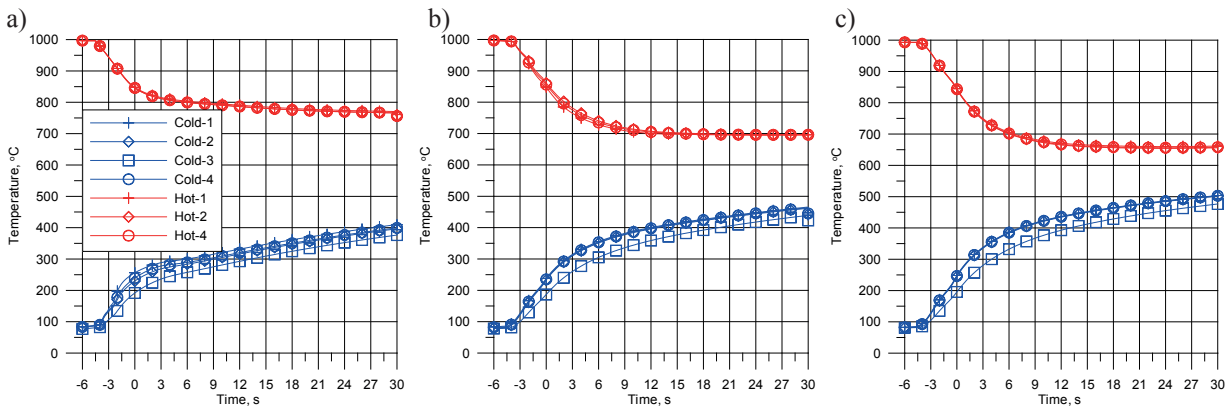 a)
1000
900
800
700
600
500
400
300
200
100
0
Temperature, °C
Cold-1
Cold-2
Cold-3
Cold-4
Hot-1
Hot-2
Hot-4
-6 -3 0 3 6 9 12 15 18 21 24 27 30
Time, s
b)
1000
900
800
700
600
500
400
300
200
100
0
Temperature, °C
-6 -3 0 3 6 9 12 15 18 21 24 27 30
Time, s
c)
1000
900
800
700
600
500
400
300
200
100
0
Temperature, °C
-6 -3 0 3 6 9 12 15 18 21 24 27 30
Time, s